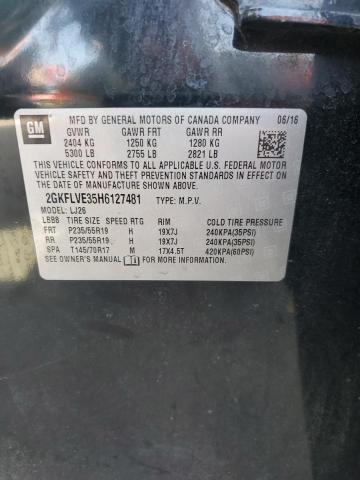 GM
MFD BY GENERAL MOTORS OF CANADA COMPANY 06/16
GVWR GAWR FRT GAWR RR
2404 KG 1250 KG 1280 KG
5300 LB 2755 LB 2821 LB
THIS VEHICLE CONFORMS TO ALL APPLICABLE U.S. FEDERAL MOTOR
VEHICLE SAFETY AND THEFT PREVENTION STANDARDS IN EFFECT
ON THE DATE OF MANUFACTURE SHOWN ABOVE.
2GKFLVE35H6127481 TYPE: M.P.V.
MODEL: LJ26
LBBB TIRE SIZE SPEED RTG RIM COLD TIRE PRESSURE
FRT P235/55R19 H 19X7J 240KPA(35PSI)
RR P235/55R19 H 19X7J 240KPA(35PSI)
SPA T145/70R17 M 17X4.5T 420KPA(60PSI)
SEE OWNER'S MANUAL FOR MORE INFORMATION.